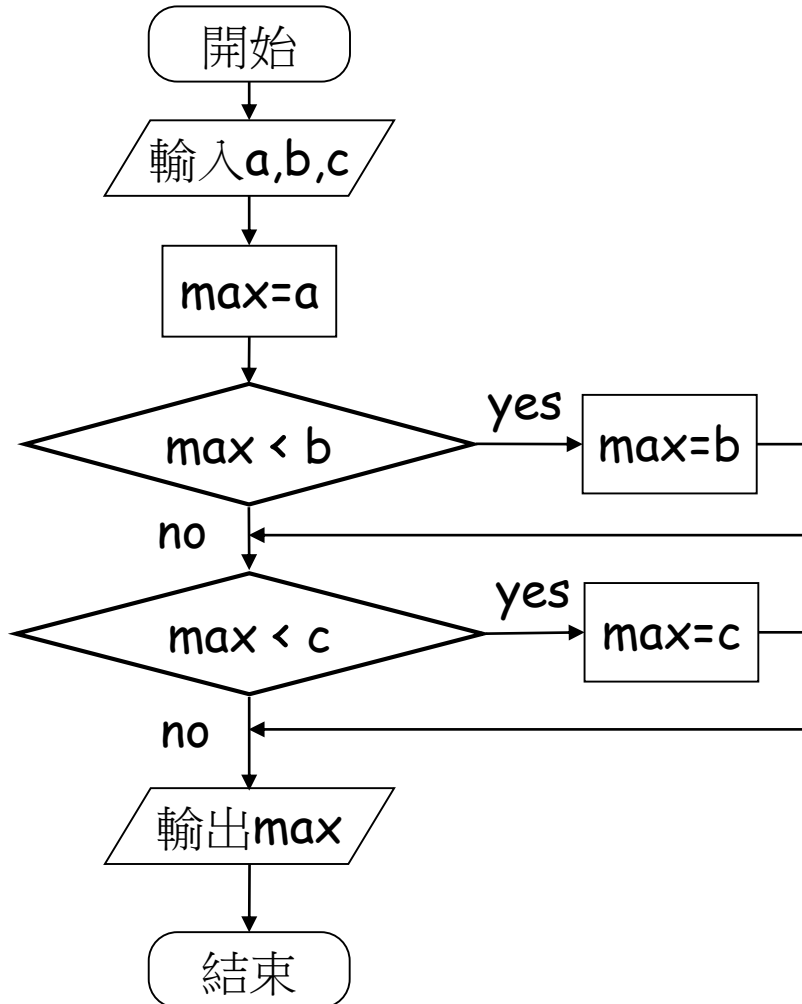 開始
輸入a,b,c
max=a
max < b
yes
max=b
no
max < c
yes
max=c
no
輸出max
結束